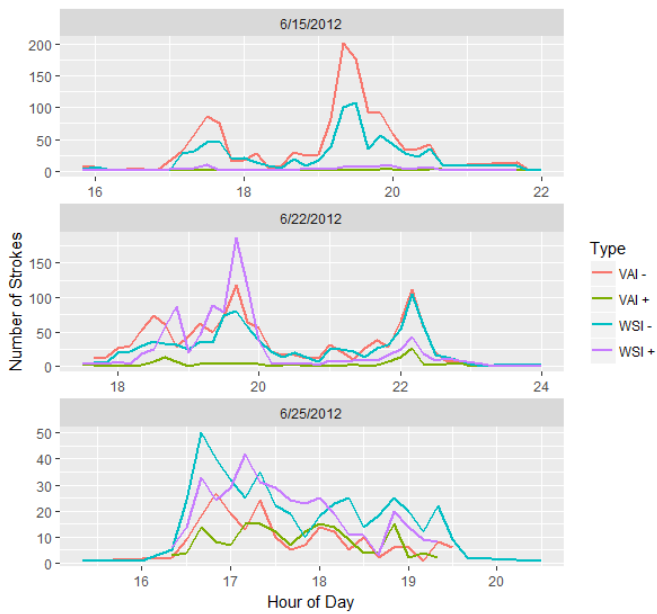 6/15/2012
200
150
100
50
0
16 18 20 22
6/22/2012
150
100
50
0
18 20 22 24
6/25/2012
50
40
30
20
10
0
16 17 18 19 20
Number of Strokes
Hour of Day
Type
VAI -
VAI +
WSI -
WSI +